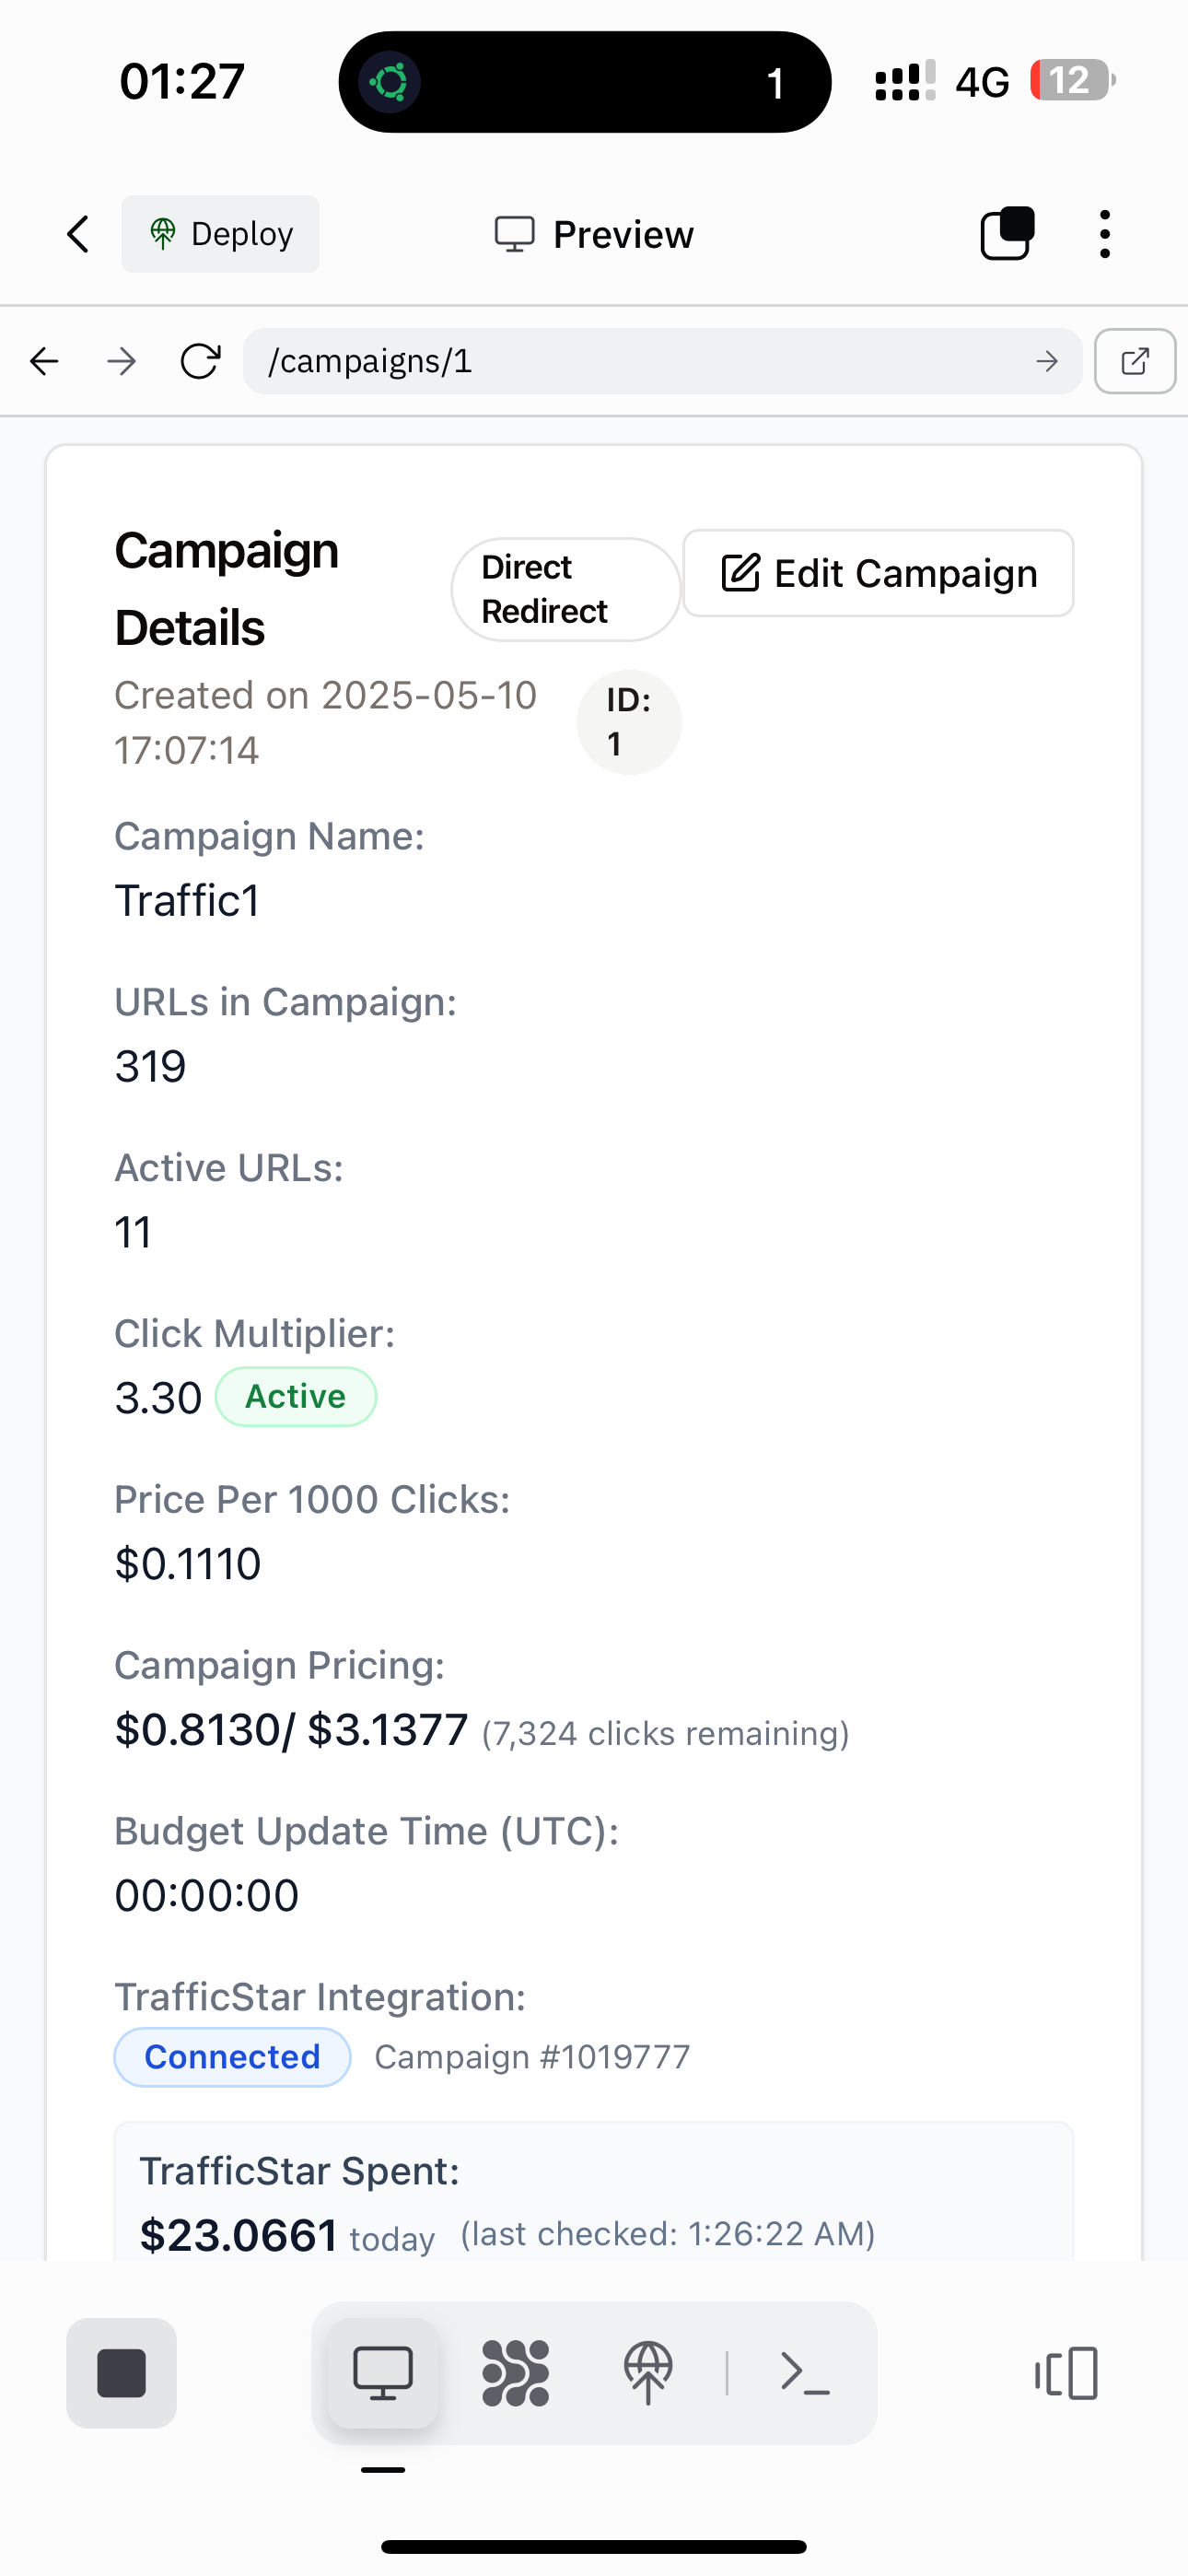 01:27
1
4G
12
Deploy
Preview
/campaigns/1
Campaign
Details
Direct
Redirect
Edit Campaign
Created on 2025-05-10
17:07:14
ID:
1
Campaign Name:
Traffic1
URLs in Campaign:
319
Active URLs:
11
Click Multiplier:
3.30 Active
Price Per 1000 Clicks:
$0.1110
Campaign Pricing:
$0.8130/ $3.1377 (7,324 clicks remaining)
Budget Update Time (UTC):
00:00:00
TrafficStar Integration:
Connected Campaign #1019777
TrafficStar Spent:
$23.0661 today (last checked: 1:26:22 AM)